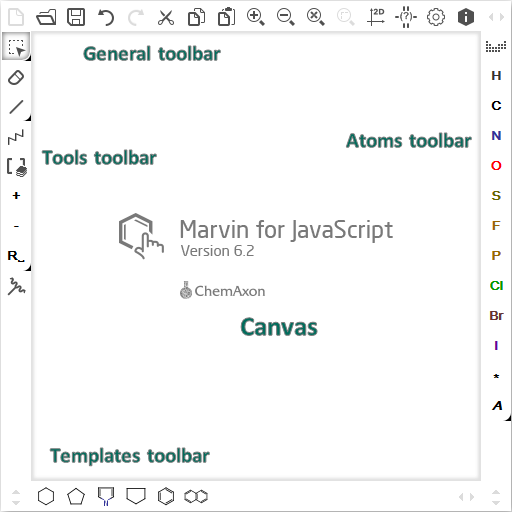 2D
(?)
General toolbar
H
C
Atoms toolbar
N
Tools toolbar
O
+
S
-
F
Marvin for JavaScript
R
Version 6.2
P
ChemAxon
Cl
Br
Canvas
I
*
A
Templates toolbar
N